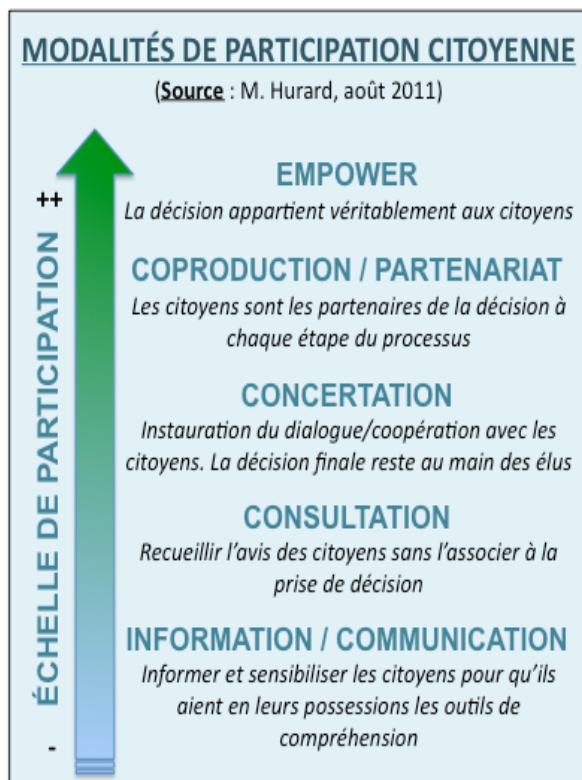 MODALITÉS DE PARTICIPATION CITOYENNE
(Source : M. Hurard, août 2011)
++
ÉCHELLE DE PARTICIPATION
-
EMPOWER
La décision appartient véritablement aux citoyens
COPRODUCTION / PARTENARIAT
Les citoyens sont les partenaires de la décision à
chaque étape du processus
CONCERTATION
Instauration du dialogue/coopération avec les
citoyens. La décision finale reste au main des élus
CONSULTATION
Recueillir l’avis des citoyens sans l’associer à la
prise de décision
INFORMATION / COMMUNICATION
Informer et sensibiliser les citoyens pour qu’ils
aient en leurs possessions les outils de
compréhension